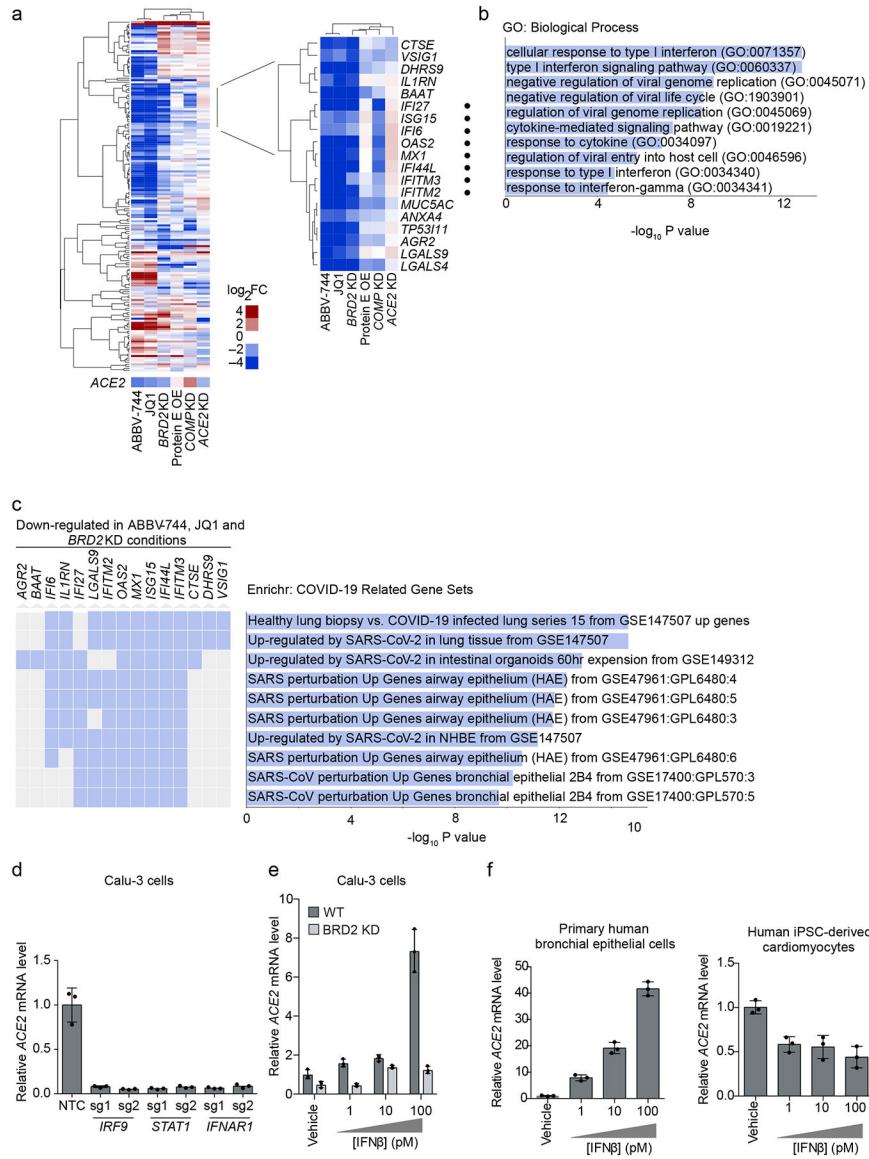 a
CTSE
VSIG1
DHRS9
IL1RN
BAAT
IFI27
ISG15
IFI6
OAS2
MX1
IFI44L
IFITM3
IFITM2
MUC5AC
ANXA4
TP53I11
AGR2
LGALS9
LGALS4
ABBV-744
JQ1
BRD2 KD
Protein E OE
COMP KD
ACE2 KD
log2FC
4
2
0
−2
−4
ACE2
ABBV-744
JQ1
BRD2 KD
Protein E OE
COMP KD
ACE2 KD
b
GO: Biological Process
cellular response to type I interferon (GO:0071357)
type I interferon signaling pathway (GO:0060337)
negative regulation of viral genome replication (GO:0045071)
negative regulation of viral life cycle (GO:1903901)
regulation of viral genome replication (GO:0045069)
cytokine-mediated signaling pathway (GO:0019221)
response to cytokine (GO:0034097)
regulation of viral entry into host cell (GO:0046596)
response to type I interferon (GO:0034340)
response to interferon-gamma (GO:0034341)
0 4 8 12
-log10 P value
c
Down-regulated in ABBV-744, JQ1 and
BRD2 KD conditions
AGR2
BAAT
IFI6
IL1RN
IFI27
LGALS9
IFITM2
OAS2
MX1
ISG15
IFI44L
IFITM3
CTSE
DHRS9
VSIG1
Enrichr: COVID-19 Related Gene Sets
Healthy lung biopsy vs. COVID-19 infected lung series 15 from GSE147507 up genes
Up-regulated by SARS-CoV-2 in lung tissue from GSE147507
Up-regulated by SARS-CoV-2 in intestinal organoids 60hr expension from GSE149312
SARS perturbation Up Genes airway epithelium (HAE) from GSE47961:GPL6480:4
SARS perturbation Up Genes airway epithelium (HAE) from GSE47961:GPL6480:5
SARS perturbation Up Genes airway epithelium (HAE) from GSE47961:GPL6480:3
Up-regulated by SARS-CoV-2 in NHBE from GSE147507
SARS perturbation Up Genes airway epithelium (HAE) from GSE47961:GPL6480:6
SARS-CoV perturbation Up Genes bronchial epithelial 2B4 from GSE17400:GPL570:3
SARS-CoV perturbation Up Genes bronchial epithelial 2B4 from GSE17400:GPL570:5
0 4 8 12 10
-log10 P value
d
Calu-3 cells
Relative ACE2 mRNA level
1.5
1.0
0.5
0.0
NTC sg1 sg2 sg1 sg2 sg1 sg2
IRF9 STAT1 IFNAR1
e
Calu-3 cells
Relative ACE2 mRNA level
10
8
6
4
2
0
WT
BRD2 KD
Vehicle 1 10 100
[IFNβ] (pM)
f
Primary human
bronchial epithelial cells
Relative ACE2 mRNA level
50
40
30
20
10
0
Vehicle 1 10 100
[IFNβ] (pM)
Human iPSC-derived
cardiomyocytes
Relative ACE2 mRNA level
1.5
1.0
0.5
0.0
Vehicle 1 10 100
[IFNβ] (pM)